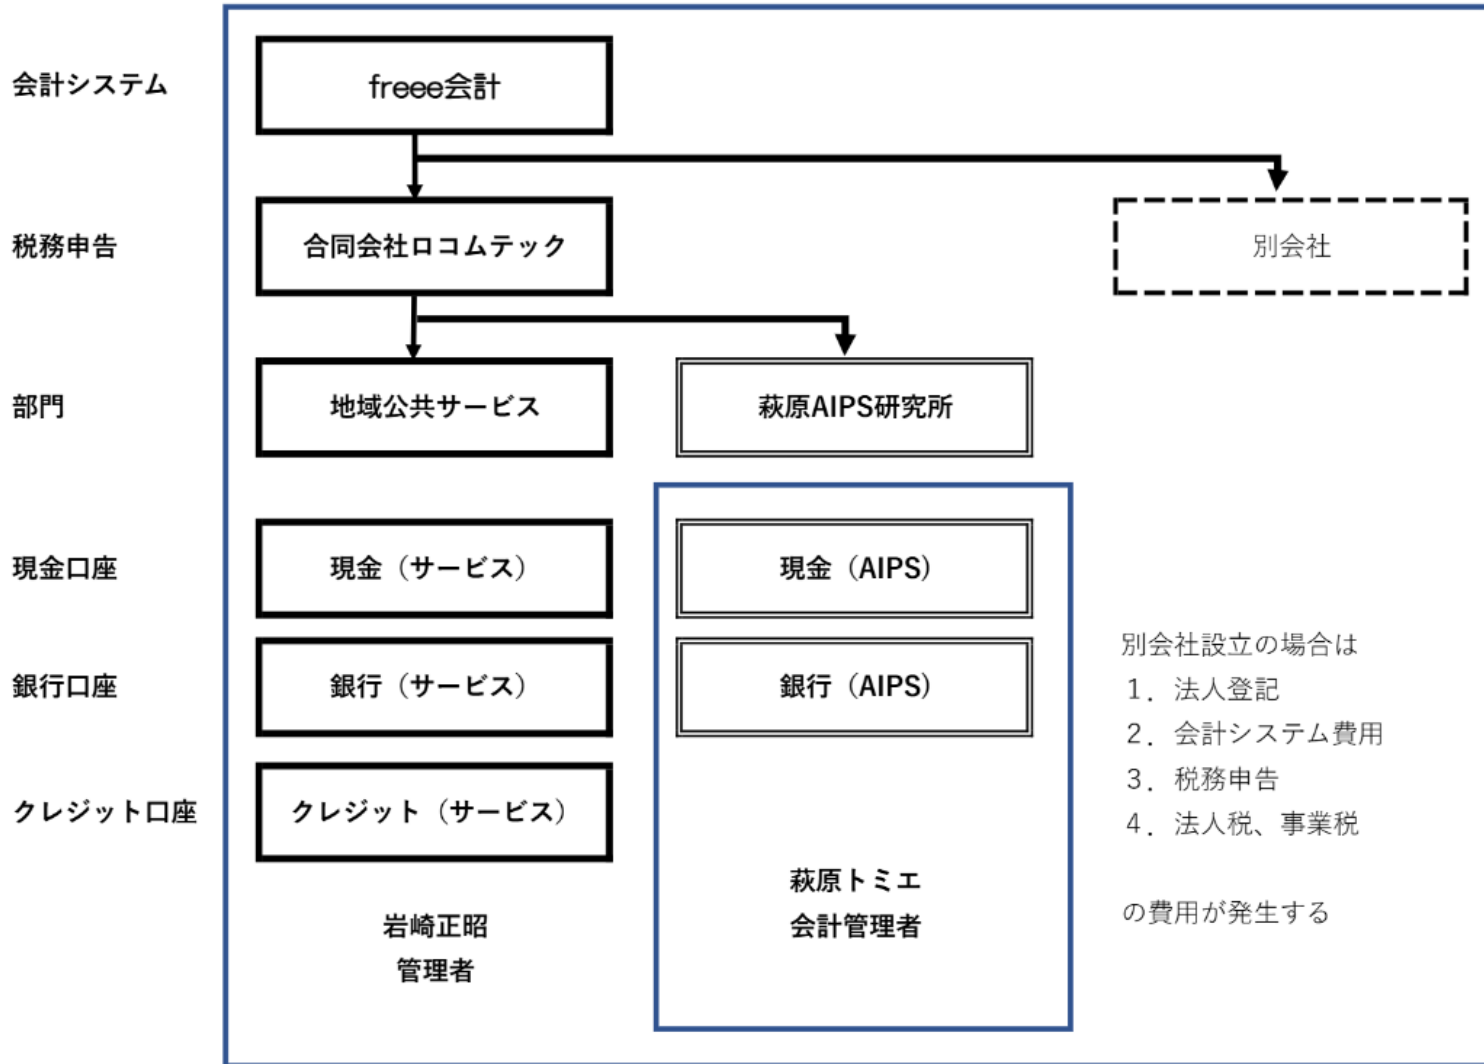 会計システム
freee会計
税務申告
合同会社ロコムテック
別会社
部門
地域公共サービス
萩原AIPS研究所
現金口座
現金（サービス）
現金（AIPS）
銀行口座
銀行（サービス）
銀行（AIPS）
クレジット口座
クレジット（サービス）
岩崎正昭
管理者
萩原トミエ
会計管理者
別会社設立の場合は
１．法人登記
２．会計システム費用
３．税務申告
４．法人税、事業税
の費用が発生する